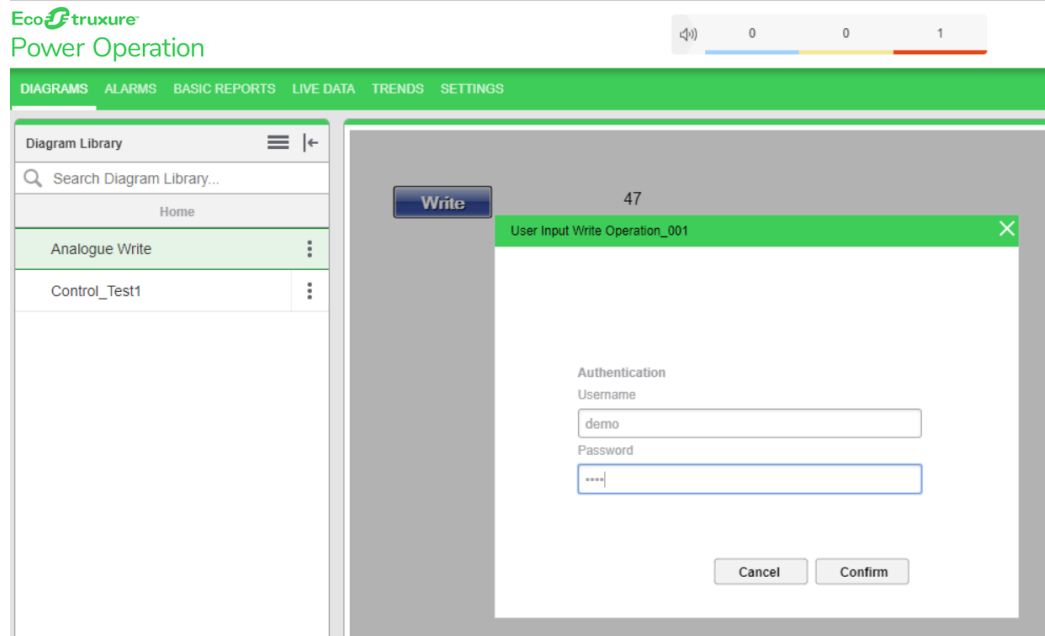 EcoStruxure
Power Operation
0 0 1
DIAGRAMS ALARMS BASIC REPORTS LIVE DATA TRENDS SETTINGS
Diagram Library
Search Diagram Library...
Home
Analogue Write
Control_Test1
Write 47
User Input Write Operation_001
Authentication
Username
demo
Password
••••
Cancel Confirm